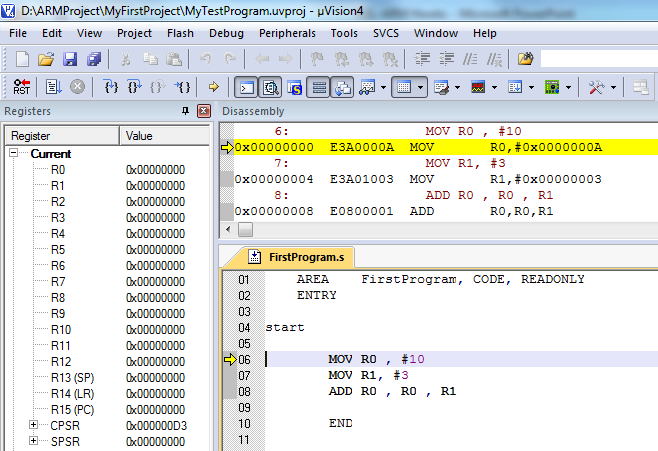 D:\ARMProject\MyFirstProject\MyTestProgram.uvproj - µVision4
File Edit View Project Flash Debug Peripherals Tools SVCS Window Help
RST
Registers
Register Value
Current
R0 0x00000000
R1 0x00000000
R2 0x00000000
R3 0x00000000
R4 0x00000000
R5 0x00000000
R6 0x00000000
R7 0x00000000
R8 0x00000000
R9 0x00000000
R10 0x00000000
R11 0x00000000
R12 0x00000000
R13 (SP) 0x00000000
R14 (LR) 0x00000000
R15 (PC) 0x00000000
CPSR 0x000000D3
SPSR 0x00000000
Disassembly
6: MOV R0 , #10
0x00000000 E3A0000A MOV R0,#0x0000000A
7: MOV R1, #3
0x00000004 E3A01003 MOV R1,#0x00000003
8: ADD R0 , R0 , R1
0x00000008 E0800001 ADD R0,R0,R1
FirstProgram.s
01 AREA FirstProgram, CODE, READONLY
02 ENTRY
03
04 start
05
06 MOV R0 , #10
07 MOV R1, #3
08 ADD R0 , R0 , R1
09
10 END
11